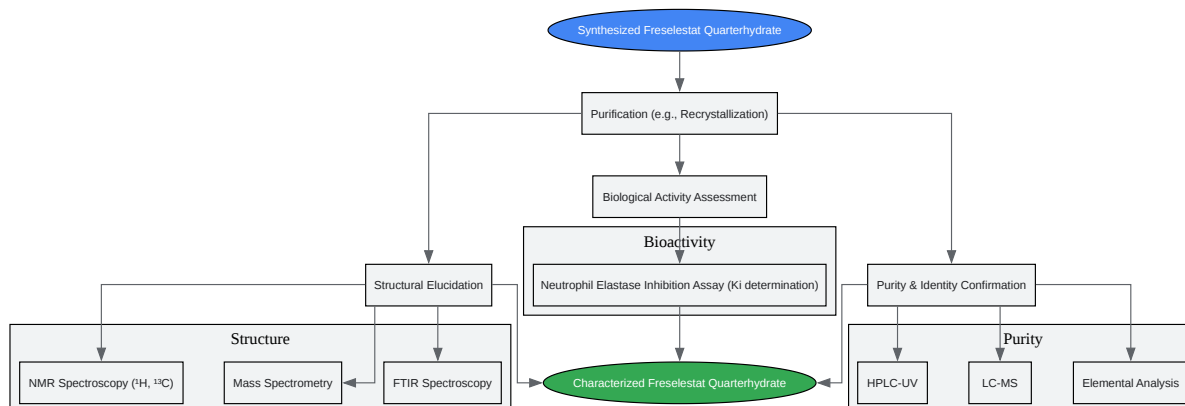 Synthesized Freselestat Quarterhydrate
Purification (e.g., Recrystallization)
Biological Activity Assessment
Bioactivity
Structural Elucidation
Neutrophil Elastase Inhibition Assay (Ki determination)
Purity & Identity Confirmation
Structure
Purity
NMR Spectroscopy (¹H, ¹³C)
Mass Spectrometry
FTIR Spectroscopy
Characterized Freselestat Quarterhydrate
HPLC-UV
LC-MS
Elemental Analysis